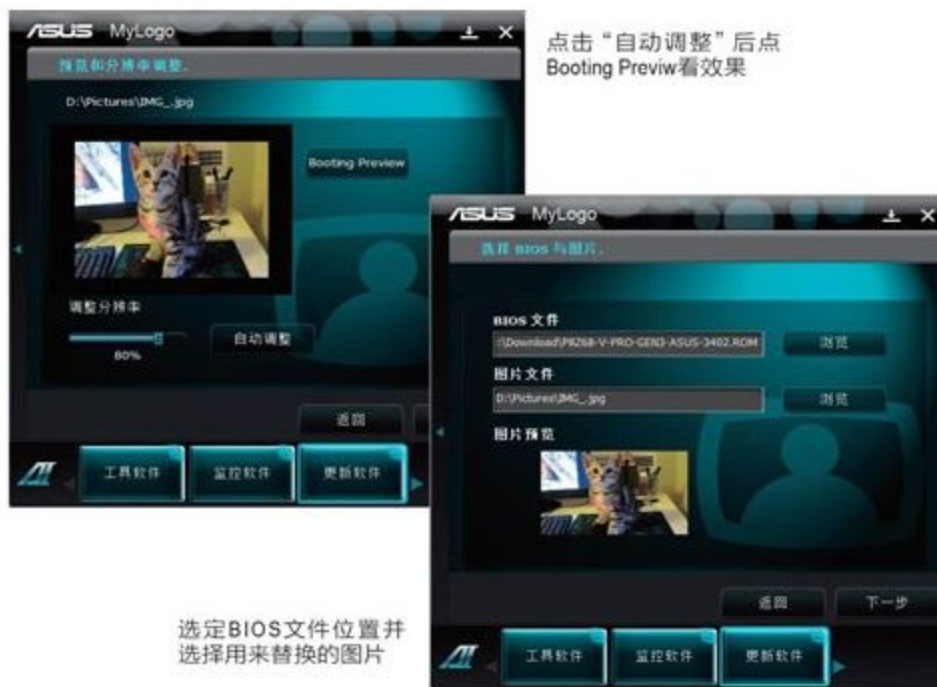 ASUS MyLogo
预览和分辨率调整.
D:\Pictures\IMG_.jpg
Booting Preview
调整分辨率
80%
自动调整
返回
工具软件
监控软件
更新软件
点击“自动调整”后点
Booting Previw看效果
ASUS MyLogo
选择 BIOS 与图片.
BIOS 文件
:\Download\P8Z68-V-PRO-GEN3-ASUS-3402.ROM
浏览
图片文件
D:\Pictures\IMG_.jpg
浏览
图片预览
返回
下一步
工具软件
监控软件
更新软件
选定BIOS文件位置并
选择用来替换的图片